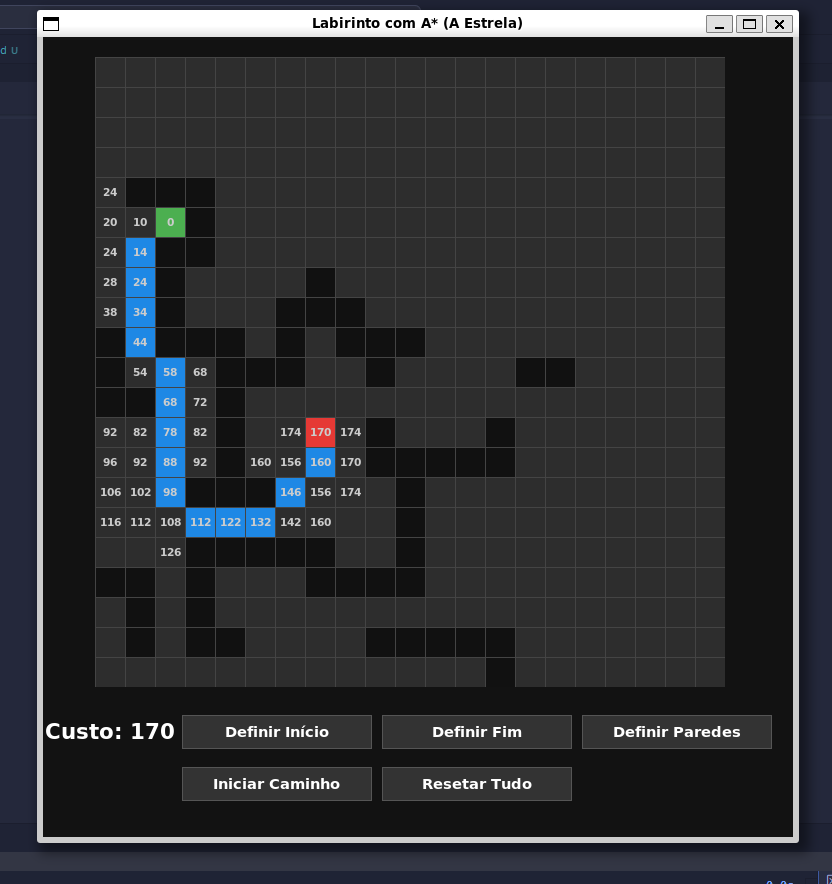 Labirinto com A* (A Estrela)
d U
24
20 10 0
24 14
28 24
38 34
44
54 58 68
68 72
92 82 78 82 174 170 174
96 92 88 92 160 156 160 170
106 102 98 146 156 174
116 112 108 112 122 132 142 160
126
Custo: 170 Definir Início Definir Fim Definir Paredes
Iniciar Caminho Resetar Tudo